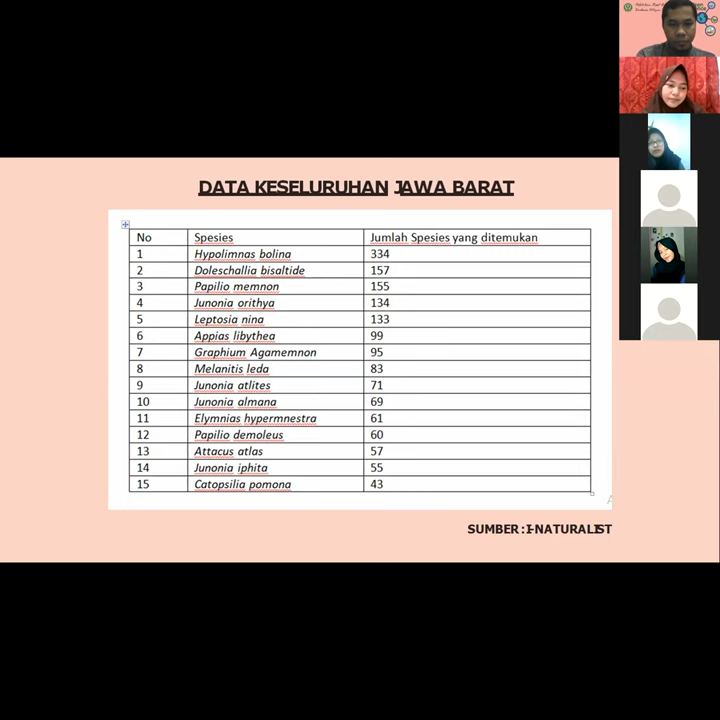 DATA KESELURUHAN JAWA BARAT
No Spesies Jumlah Spesies yang ditemukan
1 Hypolimnas bolina 334
2 Doleschallia bisaltide 157
3 Papilio memnon 155
4 Junonia orithya 134
5 Leptosia nina 133
6 Appias libythea 99
7 Graphium Agamemnon 95
8 Melanitis leda 83
9 Junonia atlites 71
10 Junonia almana 69
11 Elymnias hypermnestra 61
12 Papilio demoleus 60
13 Attacus atlas 57
14 Junonia iphita 55
15 Catopsilia pomona 43
SUMBER : I-NATURALIST